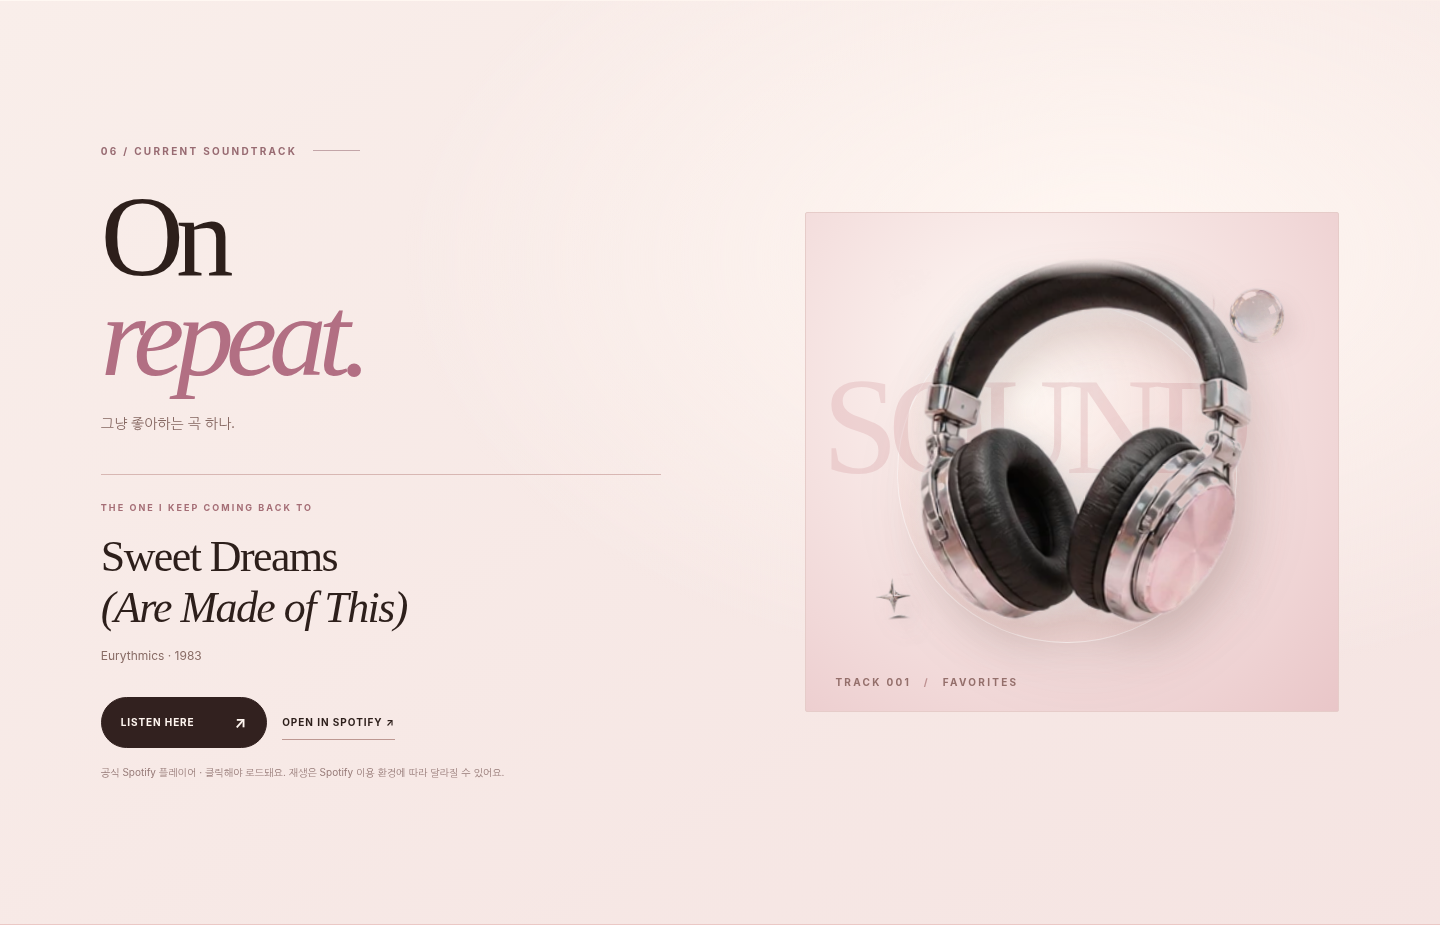 06 / CURRENT SOUNDTRACK
On
repeat.
그냥 좋아하는 곡 하나.
THE ONE I KEEP COMING BACK TO
Sweet Dreams
(Are Made of This)
Eurythmics · 1983
LISTEN HERE ↗
OPEN IN SPOTIFY ↗
공식 Spotify 플레이어 · 클릭해야 로드돼요. 재생은 Spotify 이용 환경에 따라 달라질 수 있어요.
SOUND
TRACK 001 / FAVORITES